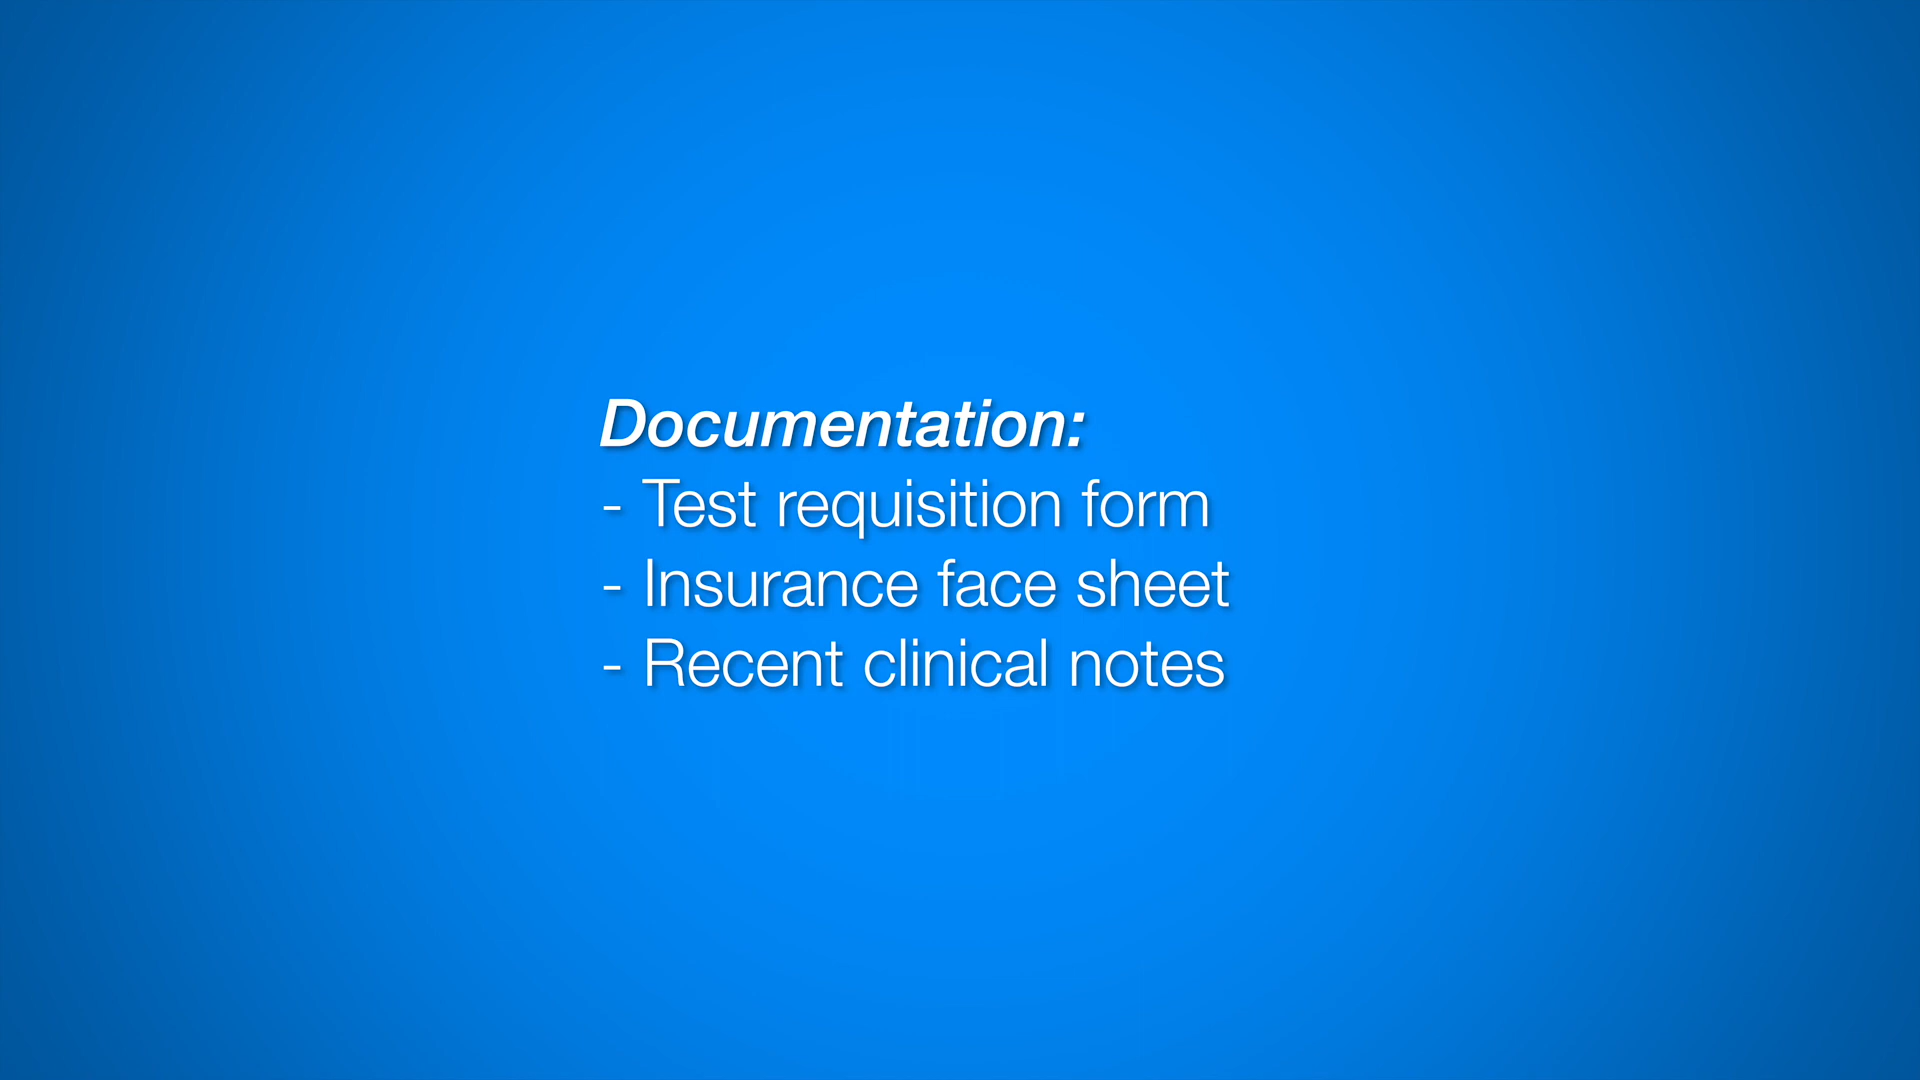 Documentation:
- Test requisition form
- Insurance face sheet
- Recent clinical notes